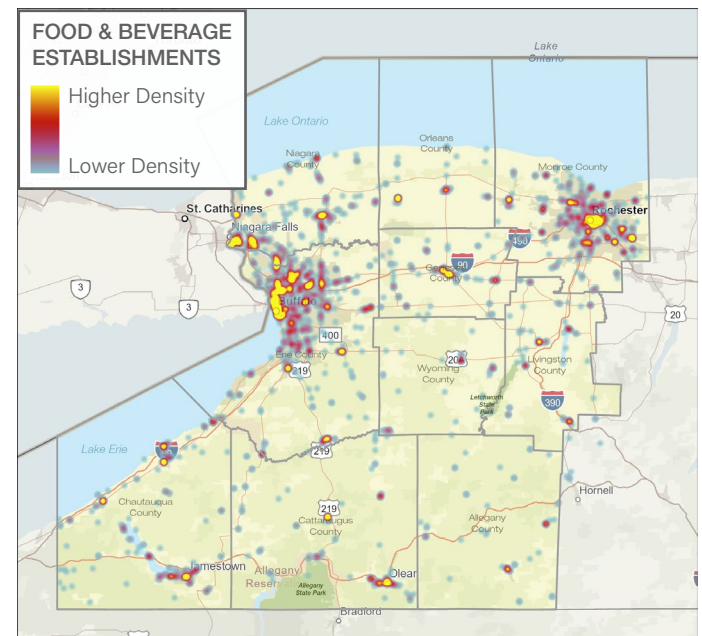 FOOD & BEVERAGE
ESTABLISHMENTS
Higher Density
Lower Density
Lake
Ontario
Lake Ontario
Orleans
County
Niagara
County
Monroe County
St. Catharines
Rochester
Niagara Falls
490
90
Genesee
County
3
3
Buffalo
20
400
Erie County
219
20A
Wyoming
County
Livingston
County
Letchworth
State
Park
390
Lake Erie
219
Hornell
Chautauqua
County
219
Cattaraugus
County
Allegany
County
Jamestown
Allegany
Reserv
Olean
Allegany
State Park
Bradford